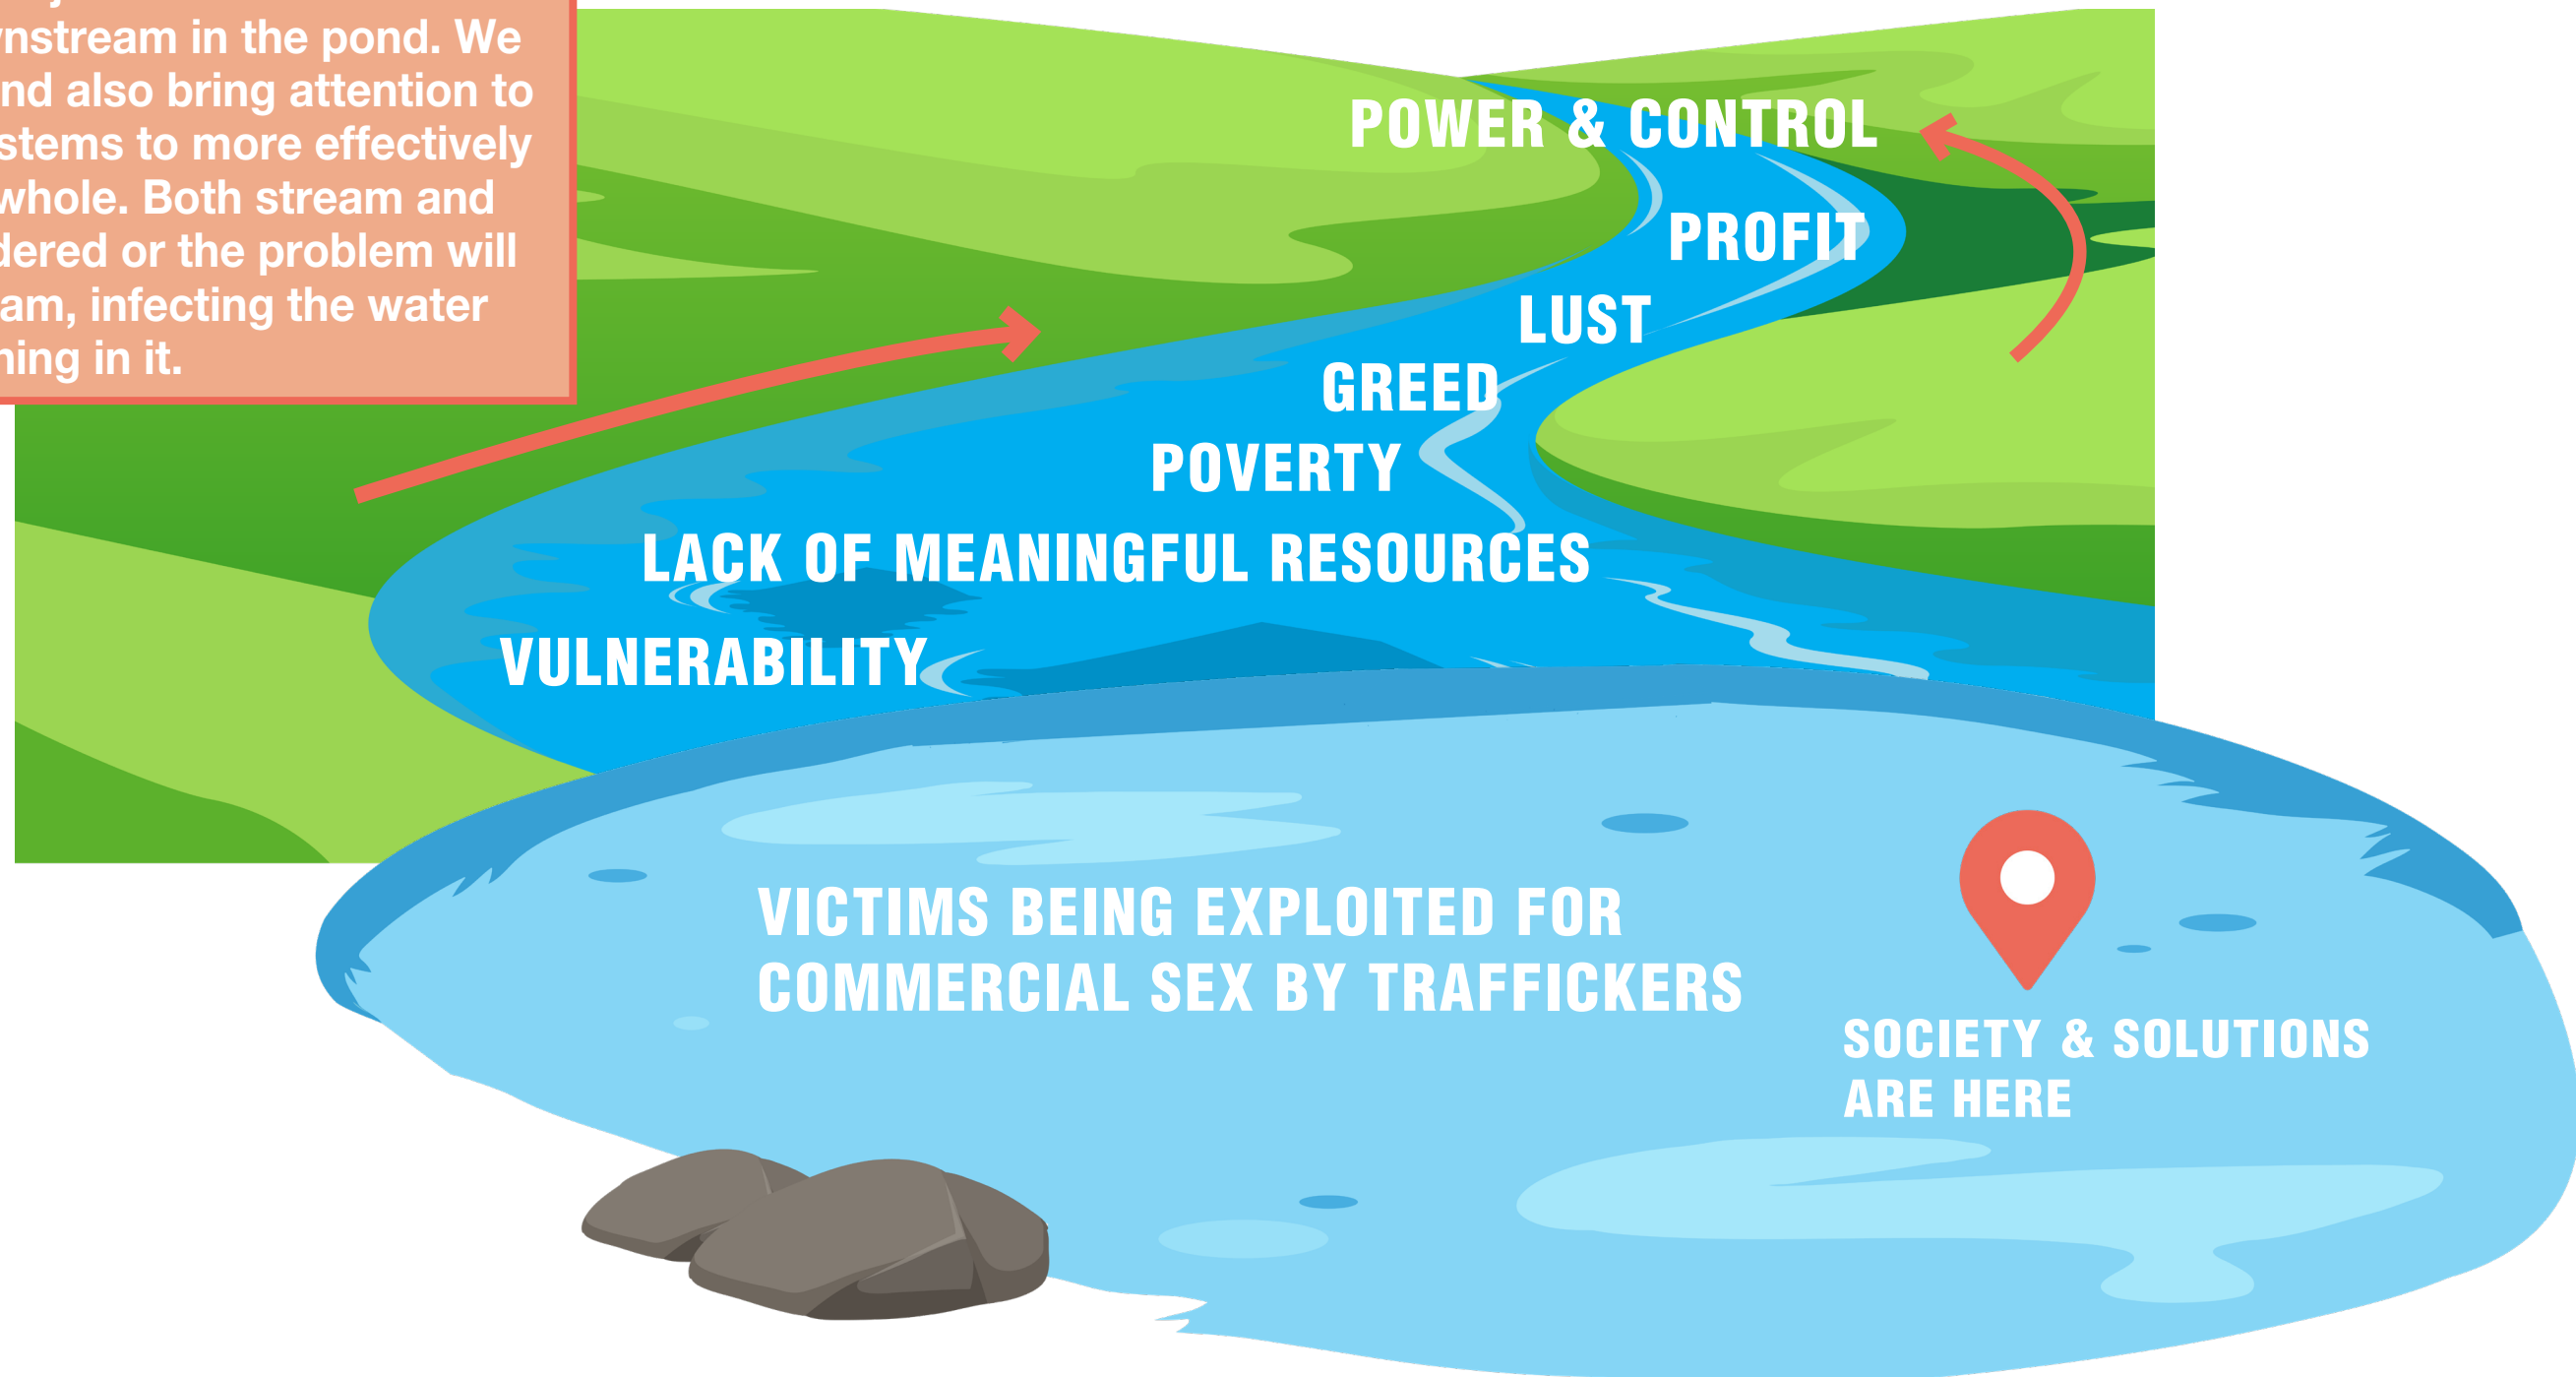 nstream in the pond. We
nd also bring attention to
stems to more effectively
whole. Both stream and
dered or the problem will
am, infecting the water
ning in it.
POWER & CONTROL
PROFIT
LUST
GREED
POVERTY
LACK OF MEANINGFUL RESOURCES
VULNERABILITY
VICTIMS BEING EXPLOITED FOR
COMMERCIAL SEX BY TRAFFICKERS
SOCIETY & SOLUTIONS
ARE HERE